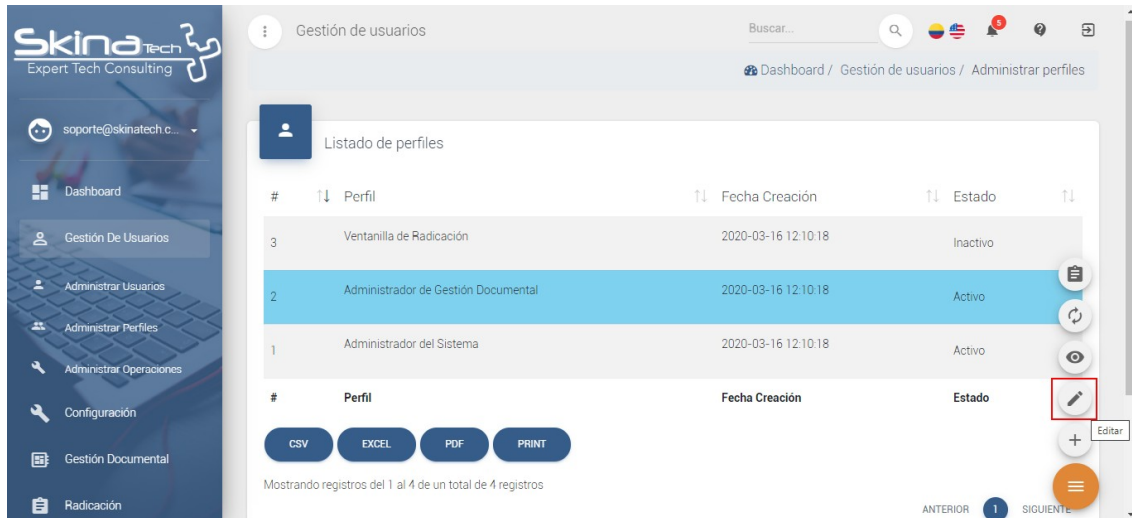 SkinaTech
Expert Tech Consulting
soporte@skinatech.c...
Dashboard
Gestión De Usuarios
Administrar Usuarios
Administrar Perfiles
Administrar Operaciones
Configuración
Gestión Documental
Radicación
Gestión de usuarios
Buscar...
5
Dashboard / Gestión de usuarios / Administrar perfiles
Listado de perfiles
# Perfil Fecha Creación Estado
3 Ventanilla de Radicación 2020-03-16 12:10:18 Inactivo
2 Administrador de Gestión Documental 2020-03-16 12:10:18 Activo
1 Administrador del Sistema 2020-03-16 12:10:18 Activo
# Perfil Fecha Creación Estado
Editar
CSV EXCEL PDF PRINT
Mostrando registros del 1 al 4 de un total de 4 registros
ANTERIOR 1 SIGUIENTE